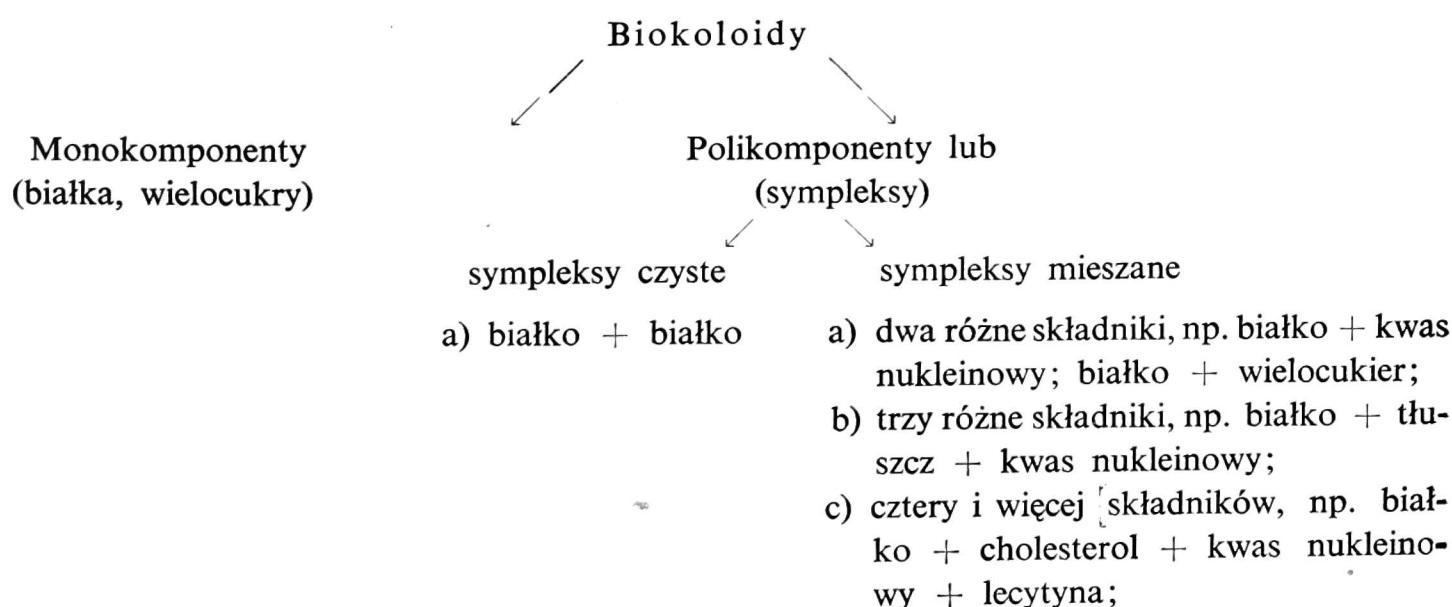 Biokoloidy
Monokomponenty
(białka, wielocukry)
Polikomponenty lub
(sympleksy)
sympleksy czyste
a) białko + białko
sympleksy mieszane
a) dwa różne składniki, np. białko + kwas
nukleinowy; białko + wielocukier;
b) trzy różne składniki, np. białko + tłu-
szcz + kwas nukleinowy;
c) cztery i więcej składników, np. biał-
ko + cholesterol + kwas nukleino-
wy + lecytyna;